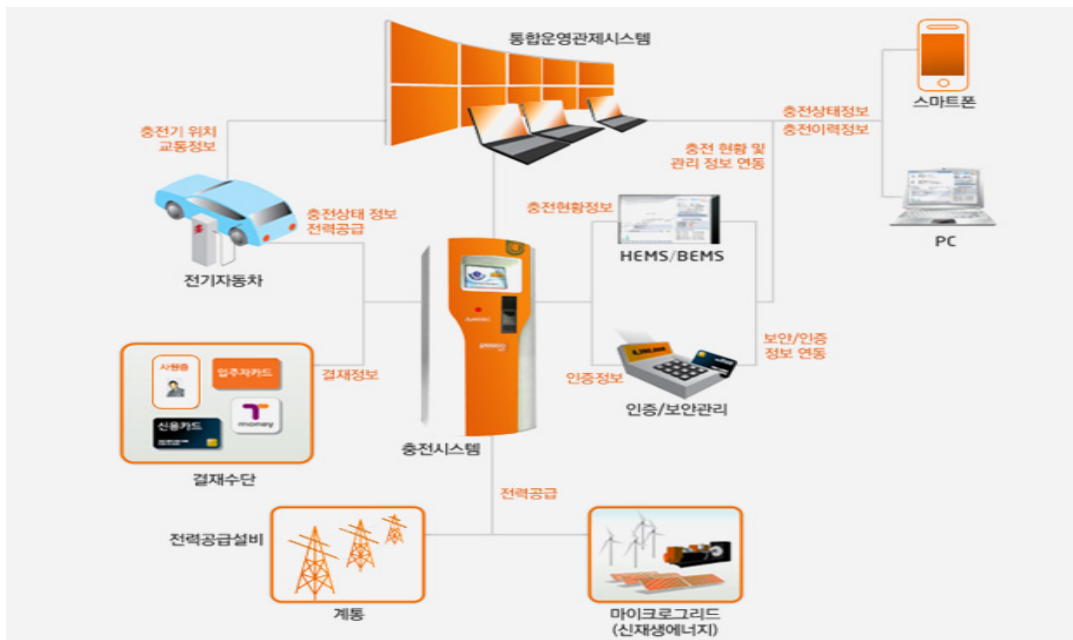 통합운영관제시스템
스마트폰
충전상태정보
충전이력정보
충전기 위치
교통정보
충전 현황 및
관리 정보 연동
PC
충전상태 정보
전력공급
충전현황정보
HEMS/BEMS
전기자동차
보안/인증
정보 연동
결재정보
인증정보
사원증
입주자카드
신용카드
T
money
8,200,000
인증/보안관리
충전시스템
결재수단
전력공급
전력공급설비
계통
마이크로그리드
(신재생에너지)